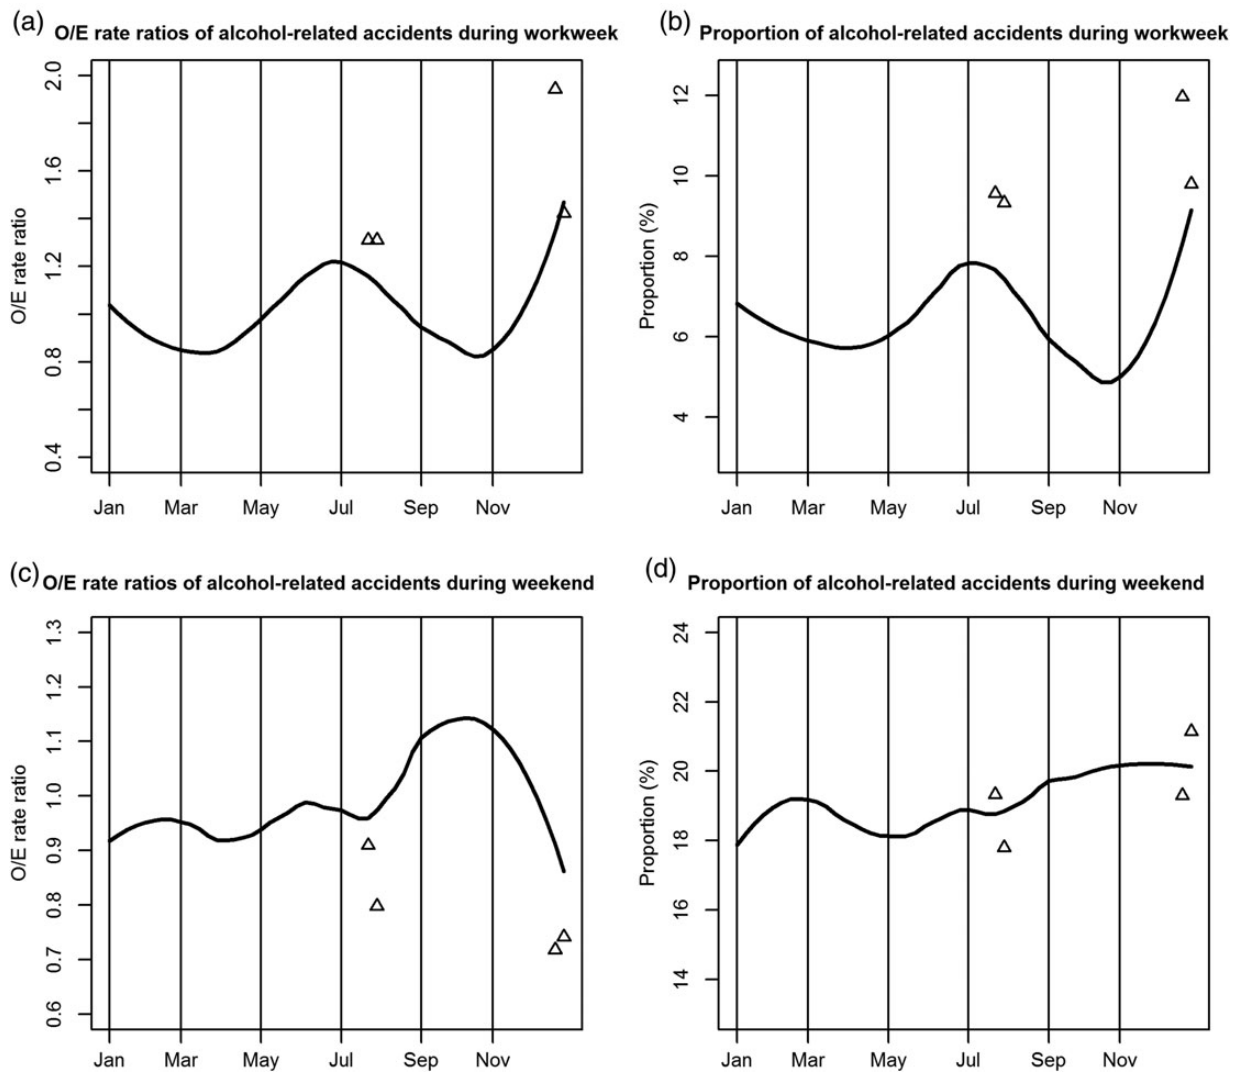 (a) O/E rate ratios of alcohol-related accidents during workweek
O/E rate ratio
2.0
1.6
1.2
0.8
0.4
Jan Mar May Jul Sep Nov
(b) Proportion of alcohol-related accidents during workweek
Proportion (%)
12
10
8
6
4
Jan Mar May Jul Sep Nov
(c) O/E rate ratios of alcohol-related accidents during weekend
O/E rate ratio
1.3
1.2
1.1
1.0
0.9
0.8
0.7
0.6
Jan Mar May Jul Sep Nov
(d) Proportion of alcohol-related accidents during weekend
Proportion (%)
24
22
20
18
16
14
Jan Mar May Jul Sep Nov